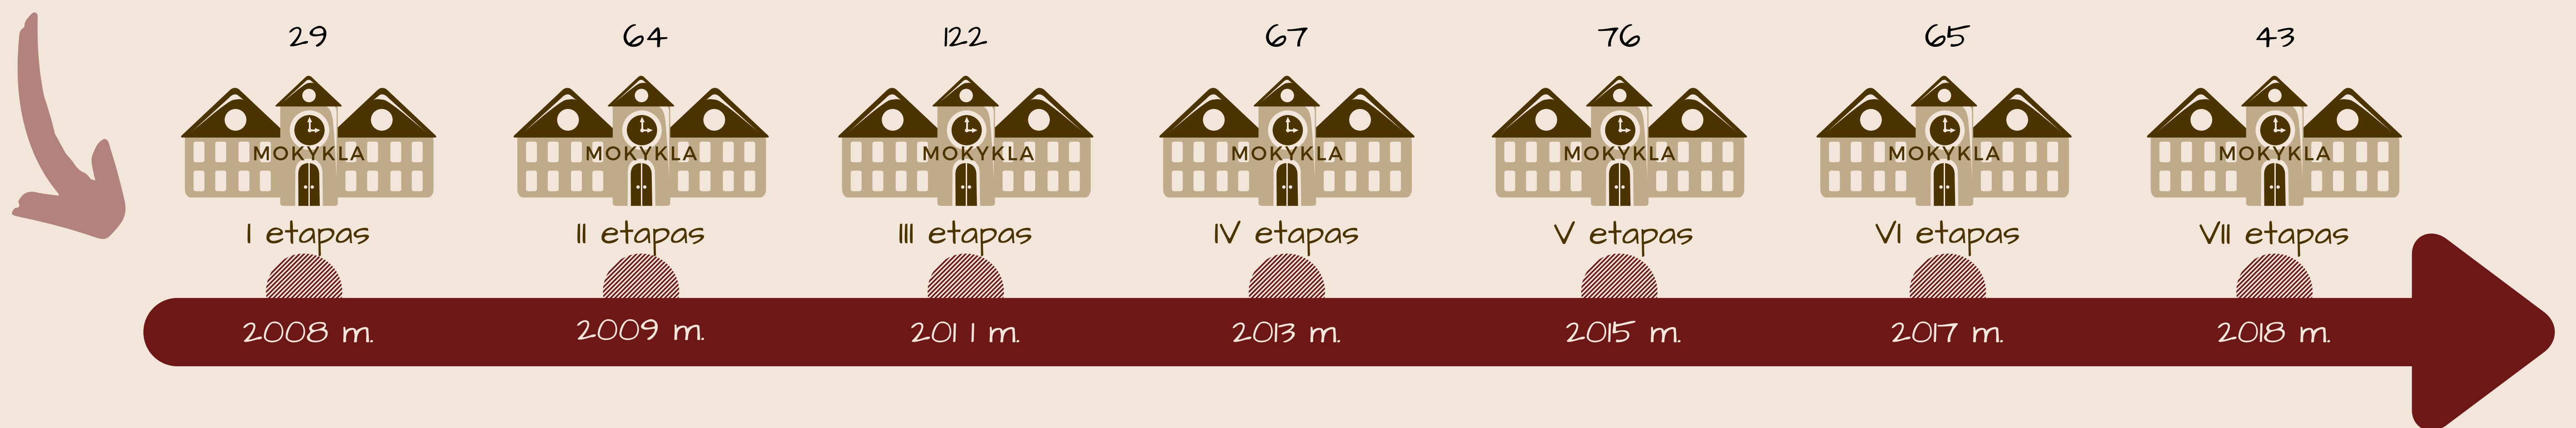 29 64 122 67 76 65 43
MOKYKLA MOKYKLA MOKYKLA MOKYKLA MOKYKLA MOKYKLA MOKYKLA
I etapas II etapas III etapas IV etapas V etapas VI etapas VII etapas
2008 m. 2009 m. 2011 m. 2013 m. 2015 m. 2017 m. 2018 m.